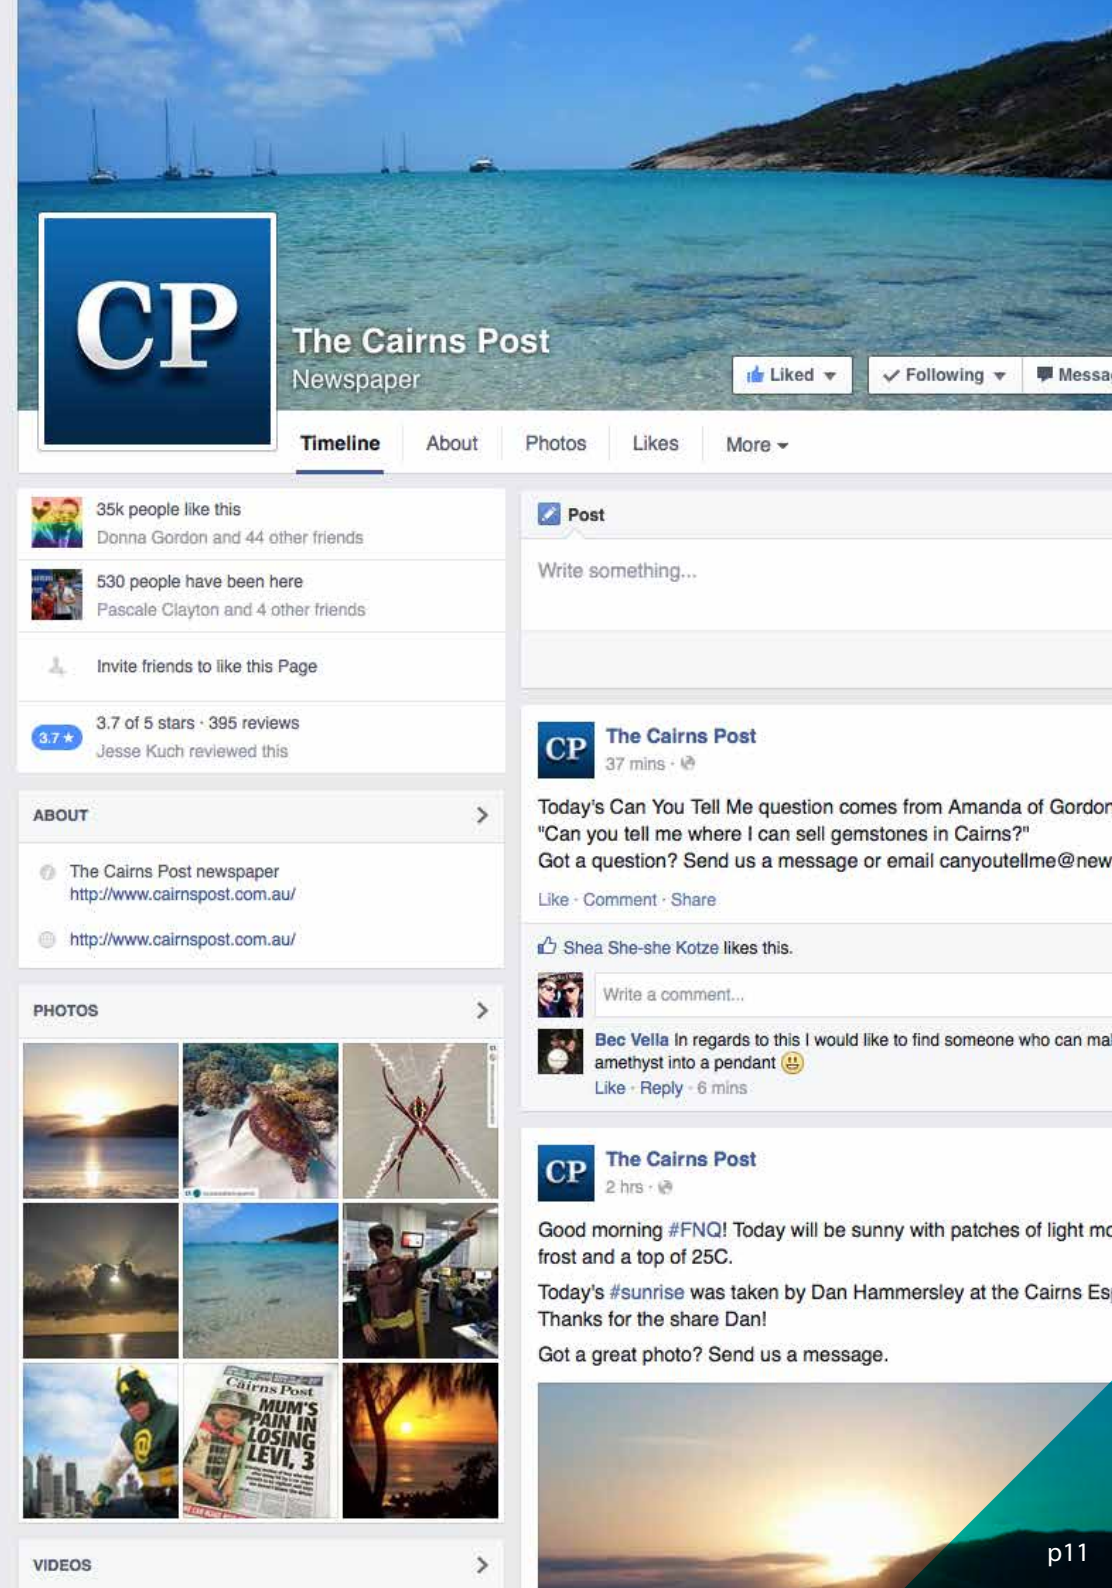 CP
The Cairns Post
Newspaper
Liked
Following
Messa
Timeline
About
Photos
Likes
More
35k people like this
Donna Gordon and 44 other friends
530 people have been here
Pascale Clayton and 4 other friends
Invite friends to like this Page
3.7
3.7 of 5 stars · 395 reviews
Jesse Kuch reviewed this
ABOUT
The Cairns Post newspaper
http://www.cairnspost.com.au/
http://www.cairnspost.com.au/
PHOTOS
Cairns Post
MUM'S
PAIN IN
LOSING
LEVI, 3
VIDEOS
Post
Write something...
CP
The Cairns Post
37 mins ·
Today's Can You Tell Me question comes from Amanda of Gordon
"Can you tell me where I can sell gemstones in Cairns?"
Got a question? Send us a message or email canyoutellme@new
Like · Comment · Share
Shea She-she Kotze likes this.
Write a comment...
Bec Vella In regards to this I would like to find someone who can ma
amethyst into a pendant
Like · Reply · 6 mins
CP
The Cairns Post
2 hrs ·
Good morning #FNQ! Today will be sunny with patches of light mo
frost and a top of 25C.
Today's #sunrise was taken by Dan Hammersley at the Cairns Es
Thanks for the share Dan!
Got a great photo? Send us a message.
p11